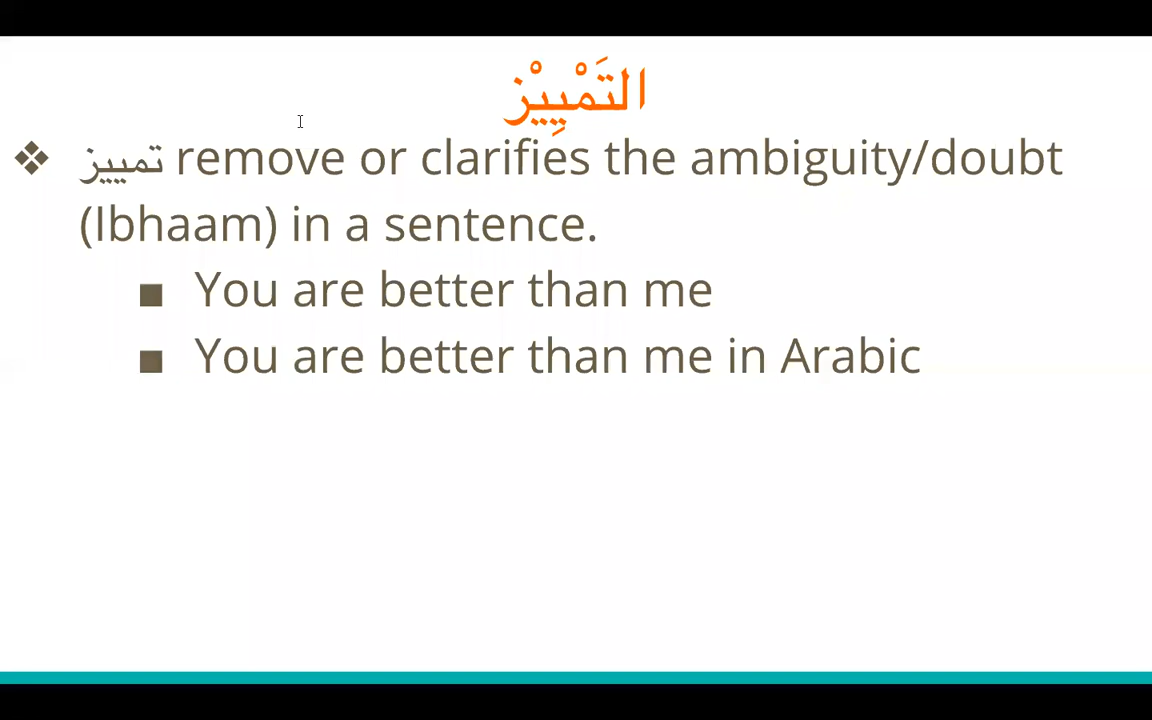 التَمْيِيْز
❖ تمييز remove or clarifies the ambiguity/doubt
(Ibhaam) in a sentence.
■ You are better than me
■ You are better than me in Arabic